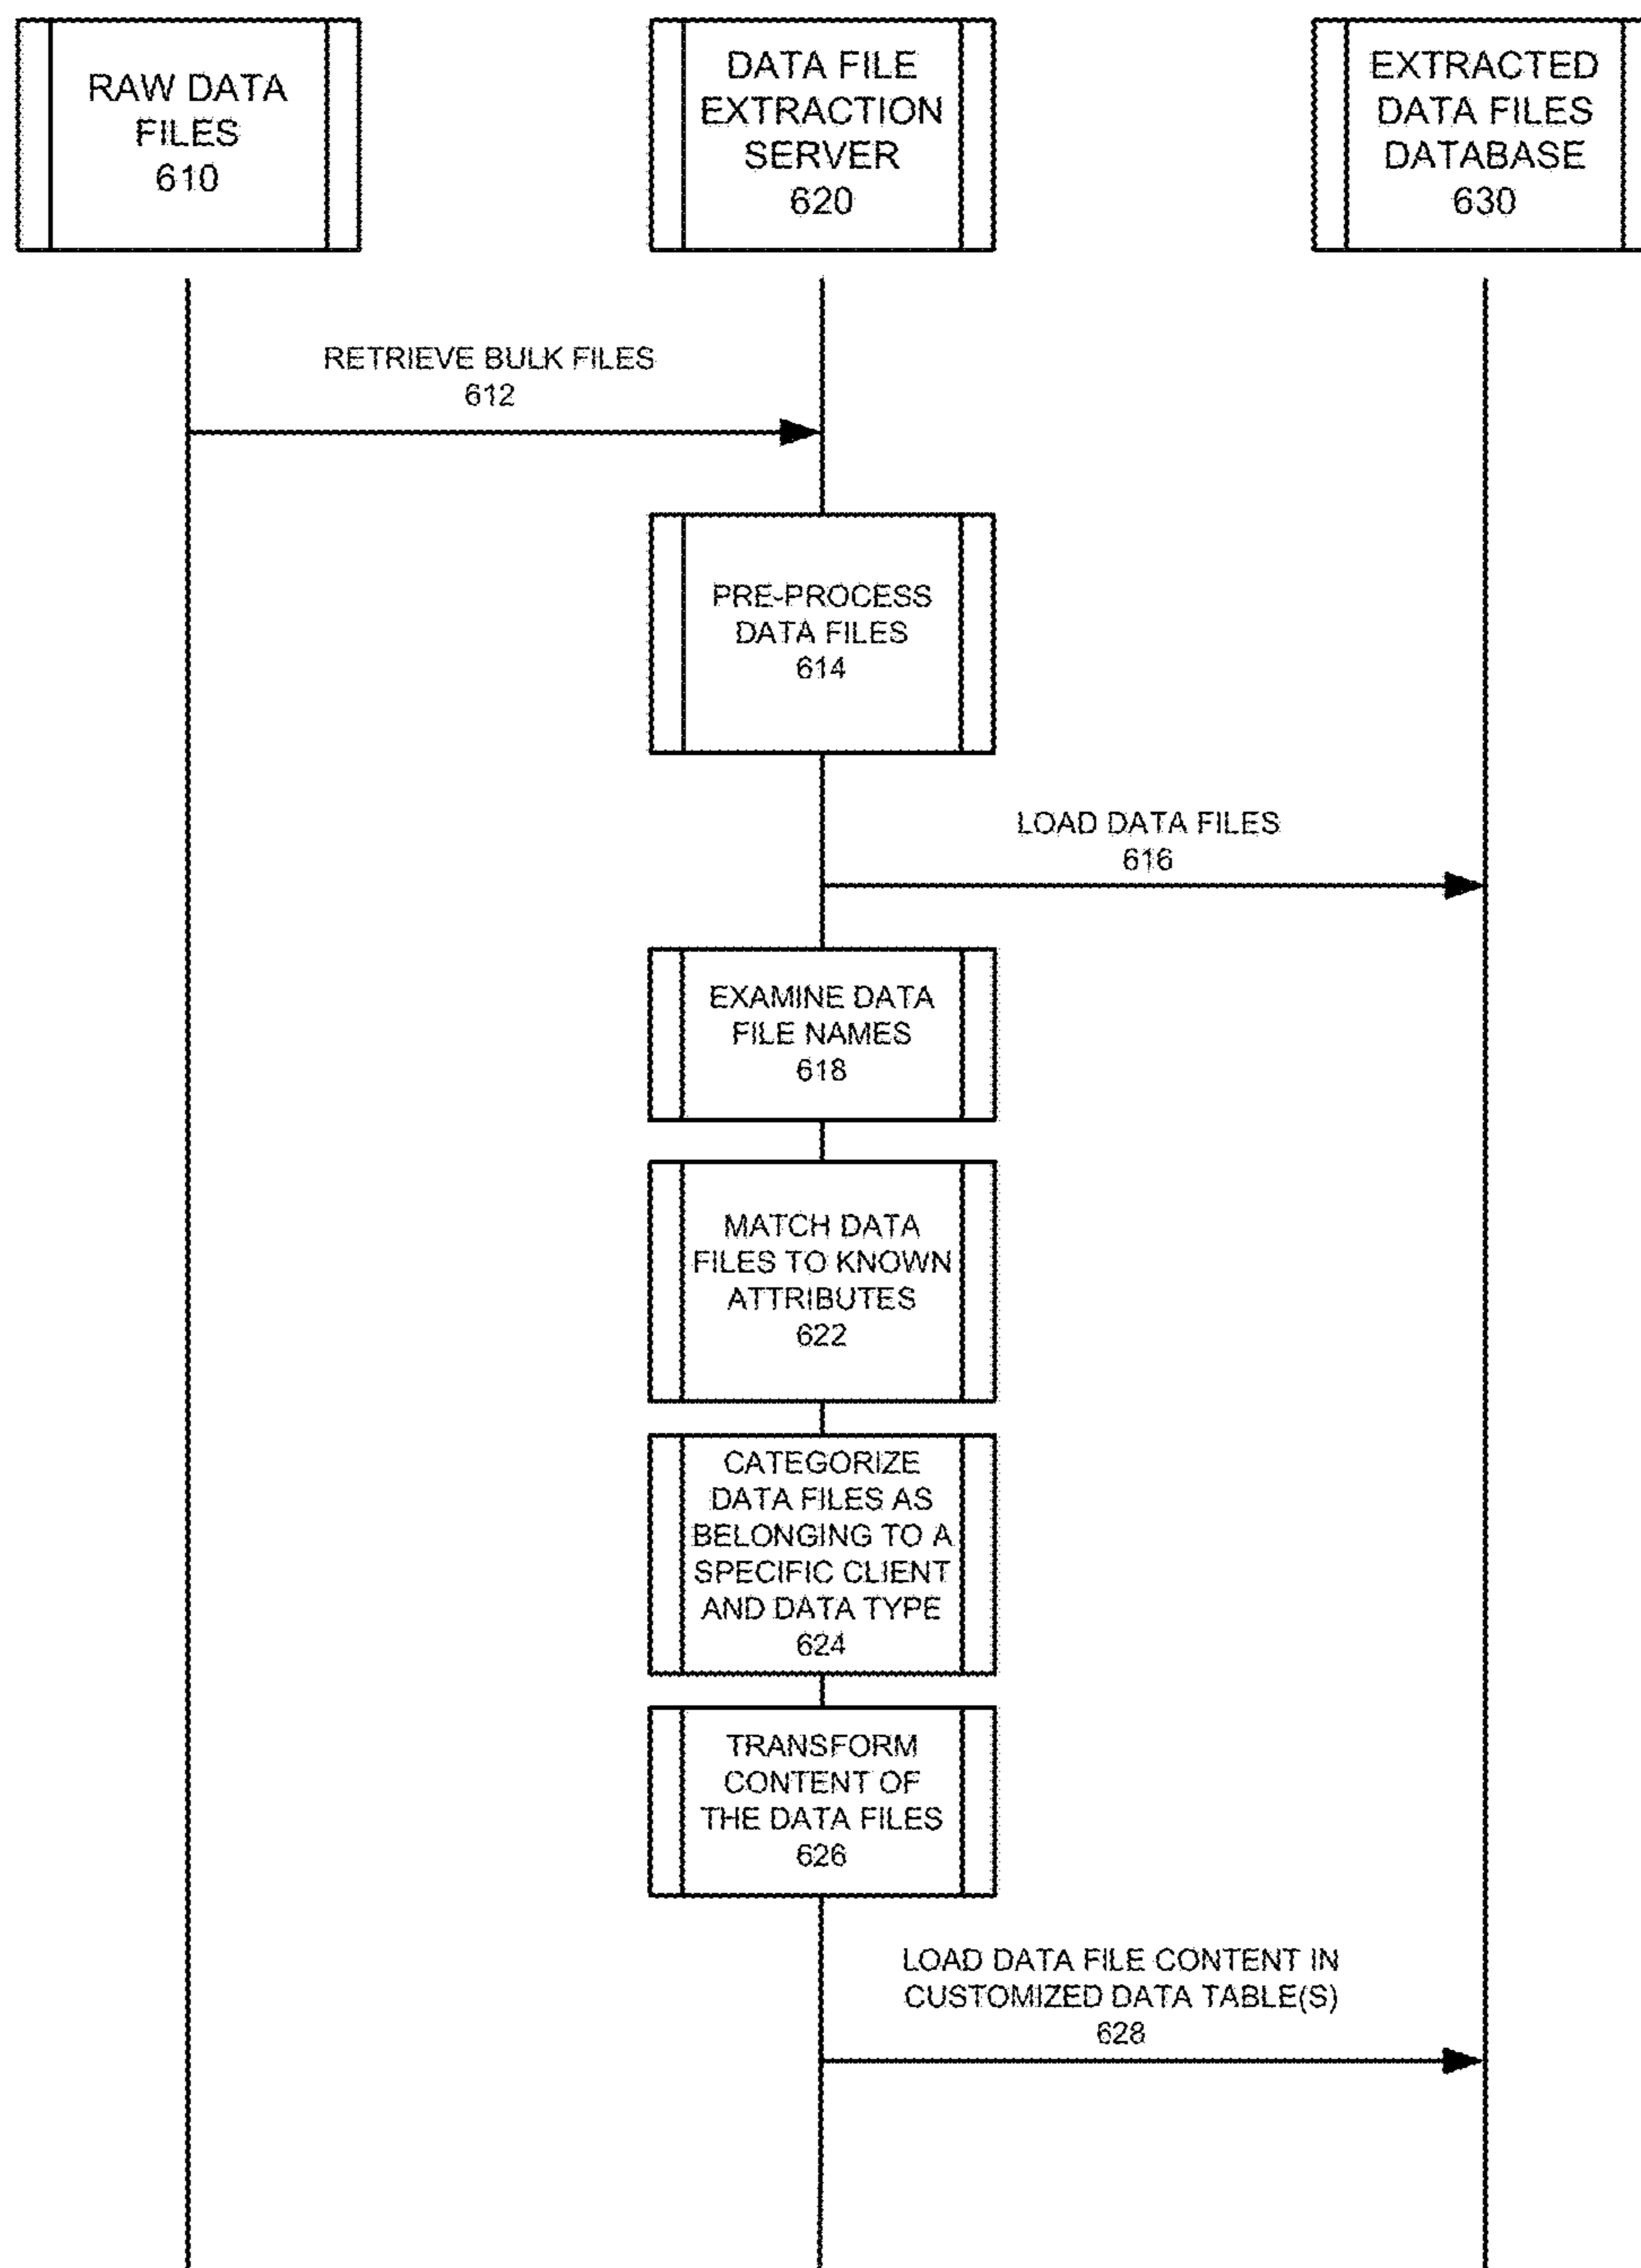 RAW DATA
FILES
610
DATA FILE
EXTRACTION
SERVER
620
EXTRACTED
DATA FILES
DATABASE
630
RETRIEVE BULK FILES
612
PRE-PROCESS
DATA FILES
614
LOAD DATA FILES
616
EXAMINE DATA
FILE NAMES
618
MATCH DATA
FILES TO KNOWN
ATTRIBUTES
622
CATEGORIZE
DATA FILES AS
BELONGING TO A
SPECIFIC CLIENT
AND DATA TYPE
624
TRANSFORM
CONTENT OF
THE DATA FILES
626
LOAD DATA FILE CONTENT IN
CUSTOMIZED DATA TABLE(S)
628